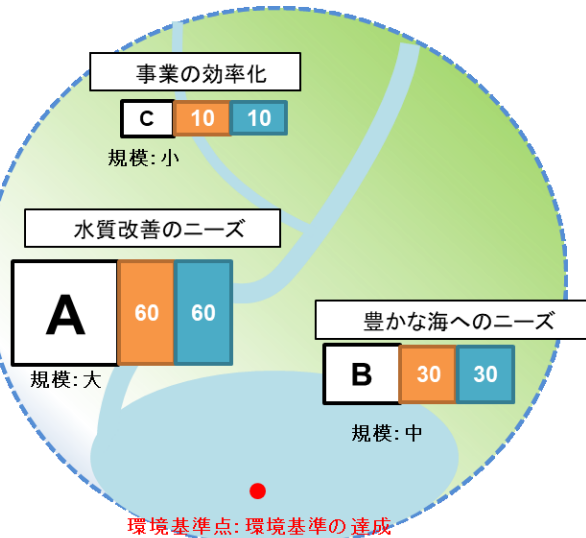 事業の効率化
C 10 10
規模:小
水質改善のニーズ
A 60 60
規模:大
豊かな海へのニーズ
B 30 30
規模:中
環境基準点:環境基準の達成